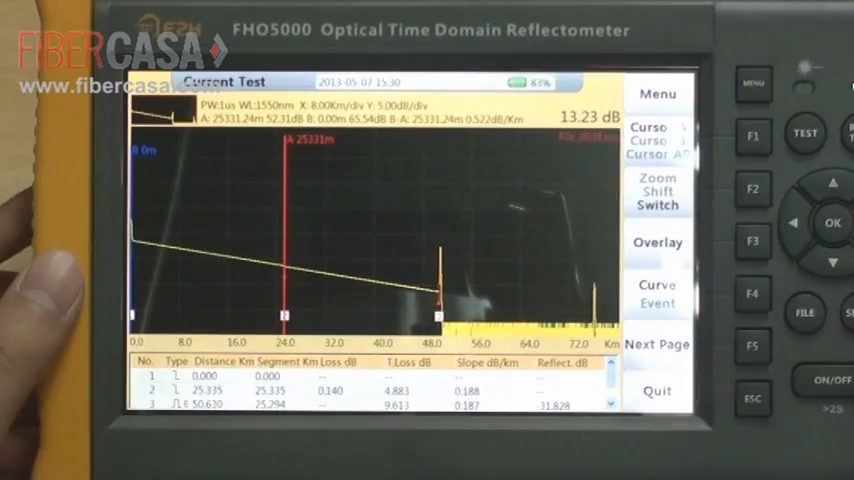 FIBERCASA
www.fibercasa.com
FHO5000 Optical Time Domain Reflectometer
Current Test
2013-05-07 15:30
83%
PW:1us WL:1550nm X: 8.00Km/div Y: 5.00dB/div
A: 25331.24m 52.31dB B: 0.00m 65.54dB B-A: 25331.24m 0.522dB/Km
13.23 dB
B 0m
A 25331m
0.0 8.0 16.0 24.0 32.0 40.0 48.0 56.0 64.0 72.0 Km
No. Type Distance Km Segment Km Loss dB T.Loss dB Slope dB/km Reflect. dB
1 0.000 0.000 -- -- -- --
2 25.335 25.335 0.140 4.883 0.188
3 E 50.630 25.294 -- 9.613 0.187 -31.828
Menu
Cursor
Cursor AB
Zoom
Shift
Switch
Overlay
Curve
Event
Next Page
Quit
MENU
F1
F2
F3
F4
F5
ESC
TEST
OK
FILE
ON/OFF
>2S